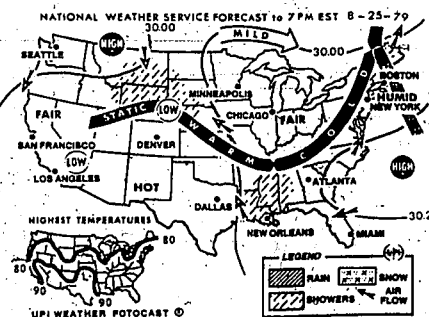 NATIONAL WEATHER SERVICE FORECAST to 7 PM EST 8-25-79
30.00
SEATTLE
HIGH
MILD
30.00
BOSTON
HUMID
NEW YORK
MINNEAPOLIS
CHICAGO
FAIR
COLD
FAIR
STATIC
LOW
WARM
SAN FRANCISCO
LOW
DENVER
HIGH
LOS ANGELES
HOT
ATLANTA
DALLAS
30.2
NEW ORLEANS
MIAMI
HIGHEST TEMPERATURES
80
80
90
90
LEGEND
UPI
RAIN
SNOW
SHOWERS
AIR FLOW
UPI WEATHER FOTOCAST ©